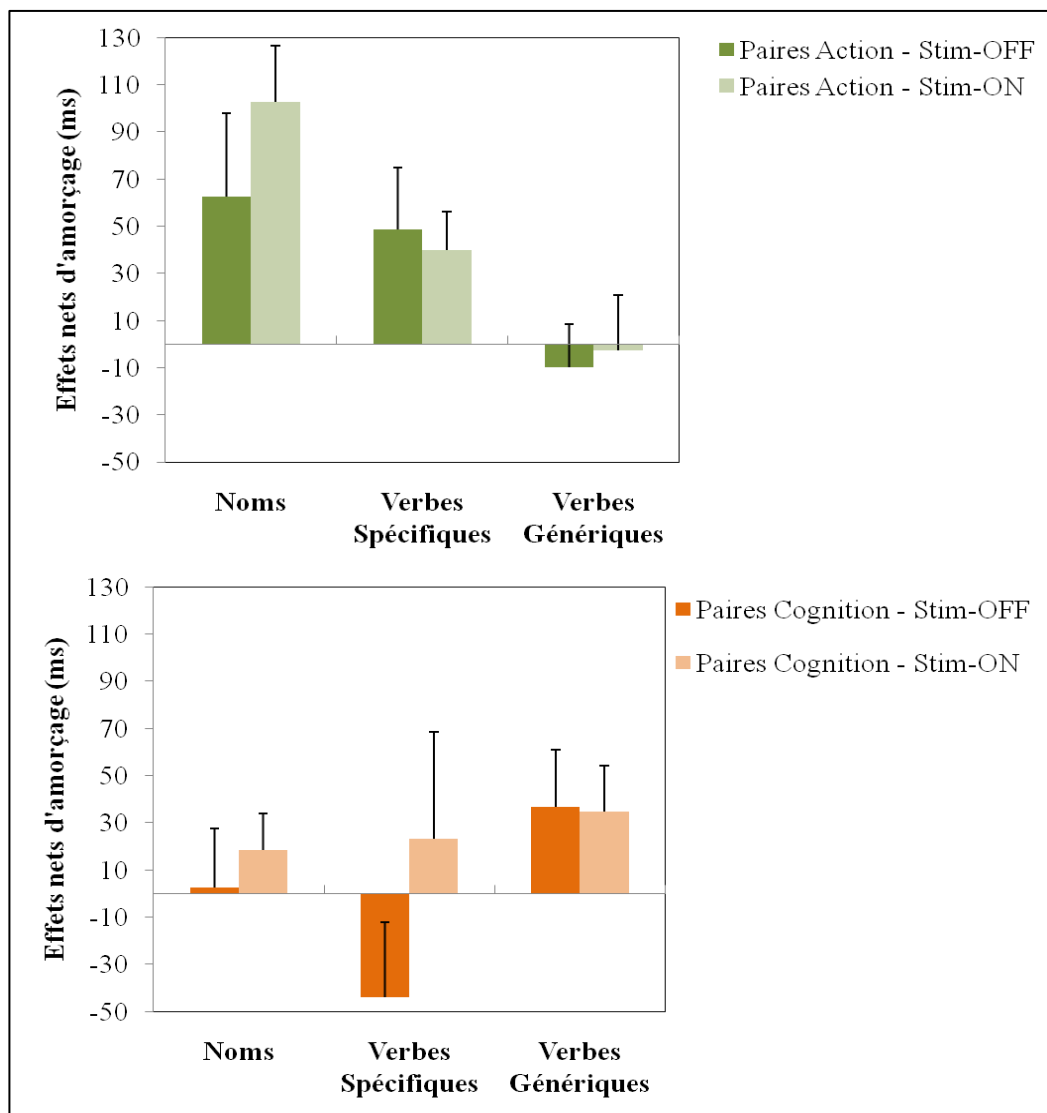 130
110
90
70
50
30
10
-10
-30
-50
Effets nets d'amorçage (ms)
Noms
Verbes
Spécifiques
Verbes
Génériques
Paires Action - Stim-OFF
Paires Action - Stim-ON
130
110
90
70
50
30
10
-10
-30
-50
Effets nets d'amorçage (ms)
Noms
Verbes
Spécifiques
Verbes
Génériques
Paires Cognition - Stim-OFF
Paires Cognition - Stim-ON